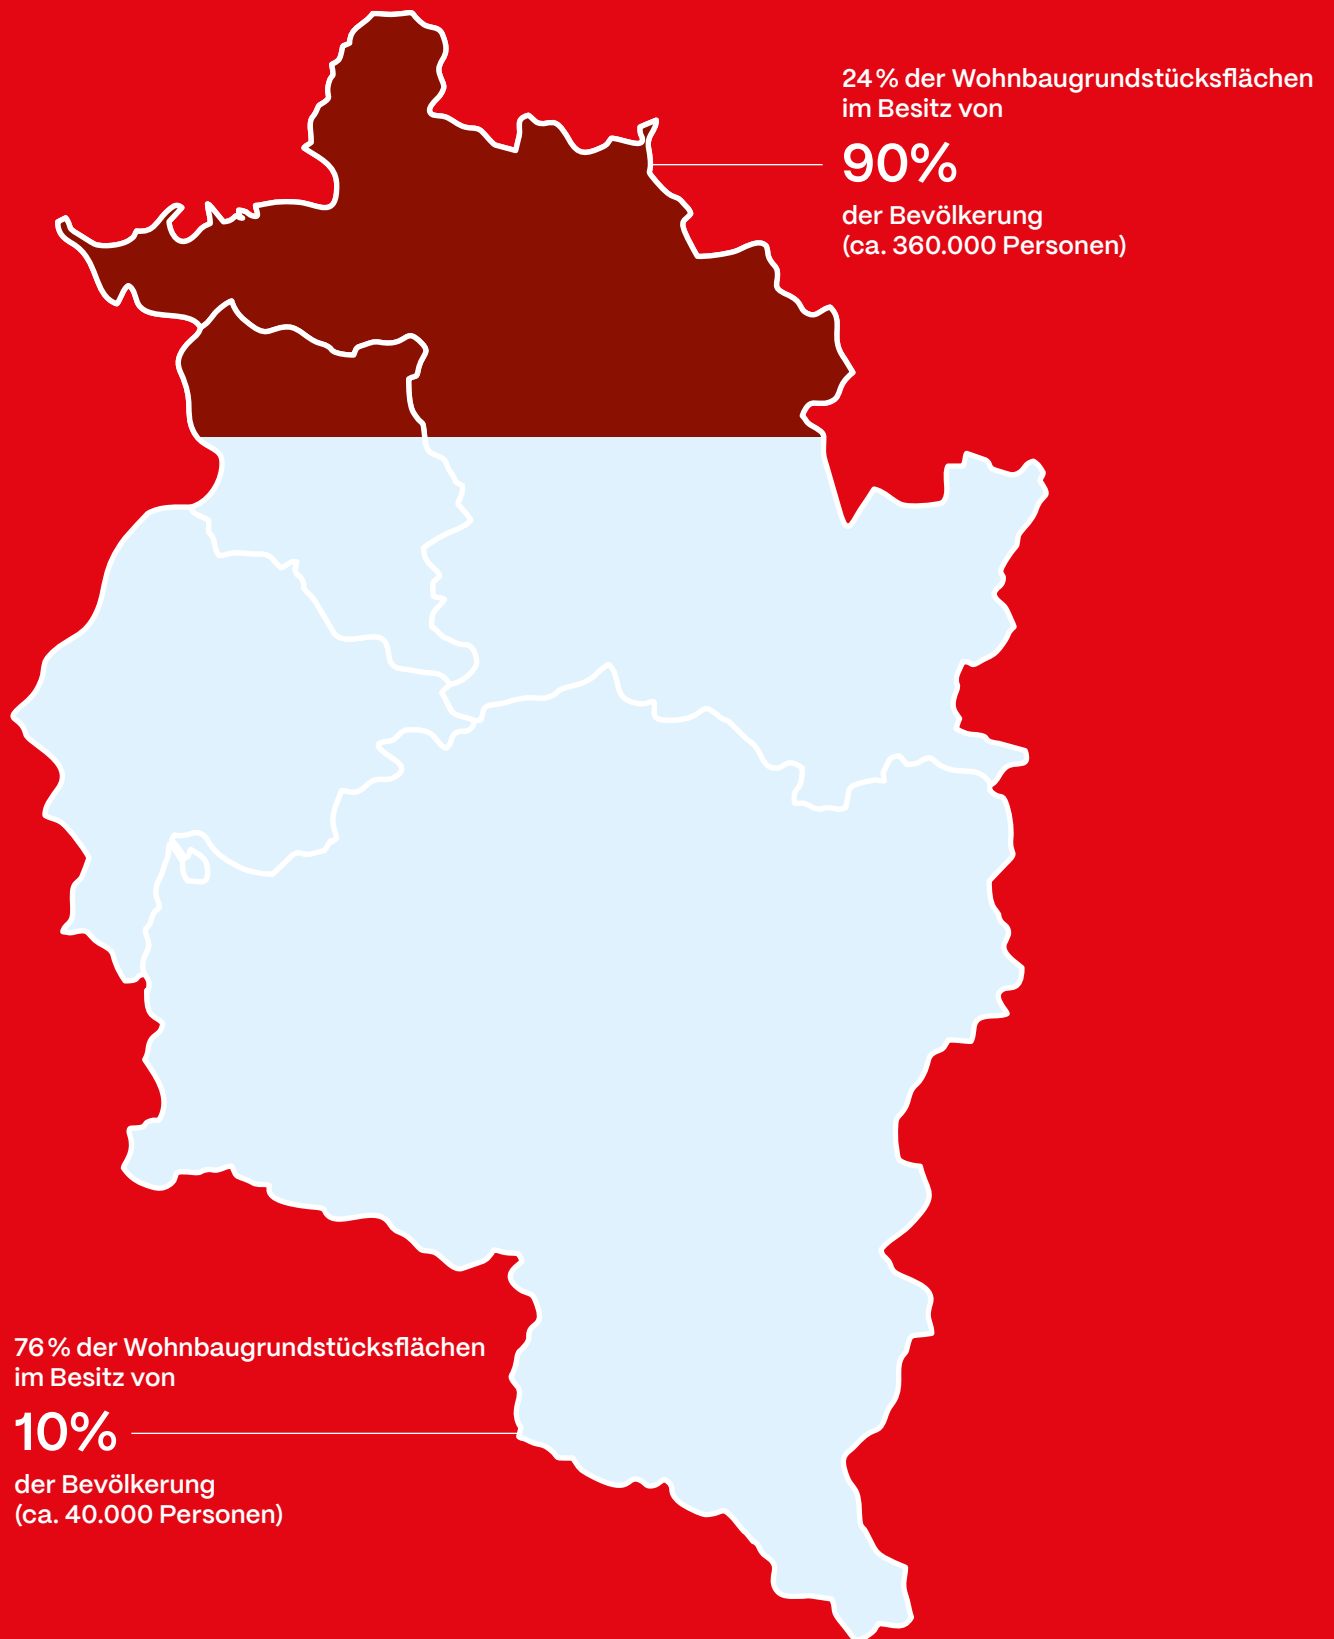 24 % der Wohnbaugrundstücksflächen
im Besitz von
90%
der Bevölkerung
(ca. 360.000 Personen)
76 % der Wohnbaugrundstücksflächen
im Besitz von
10%
der Bevölkerung
(ca. 40.000 Personen)